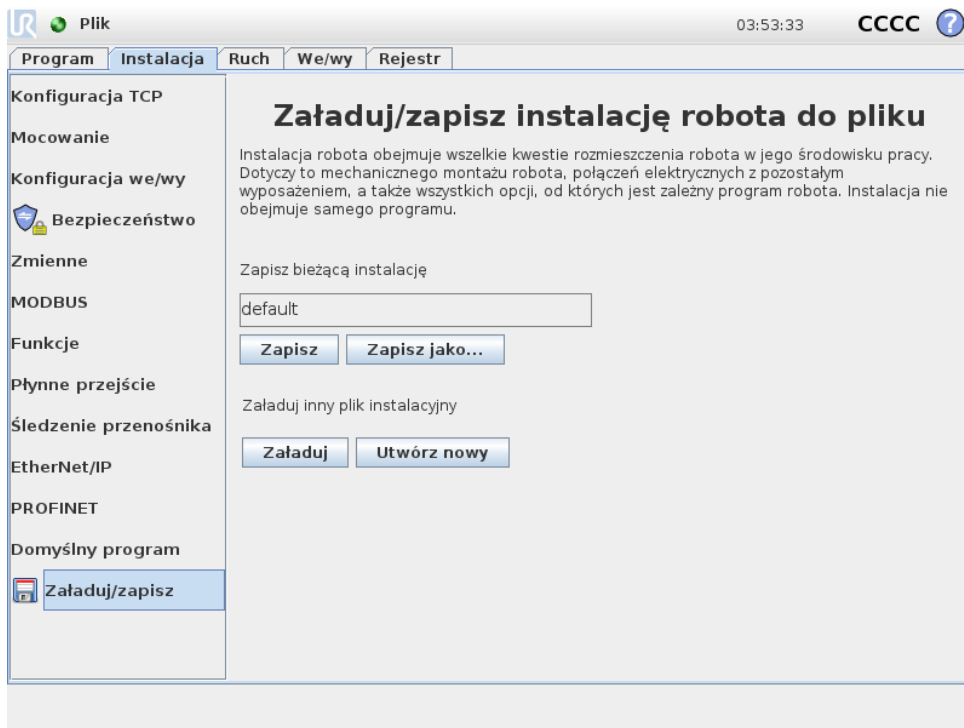 UR Plik 03:53:33 CCCC ?
Program Instalacja Ruch We/wy Rejestr
Konfiguracja TCP
Mocowanie
Konfiguracja we/wy
Bezpieczeństwo
Zmienne
MODBUS
Funkcje
Płynne przejście
Śledzenie przenośnika
EtherNet/IP
PROFINET
Domyślny program
Załaduj/zapisz
Załaduj/zapisz instalację robota do pliku
Instalacja robota obejmuje wszelkie kwestie rozmieszczenia robota w jego środowisku pracy.
Dotyczy to mechanicznego montażu robota, połączeń elektrycznych z pozostałym
wyposażeniem, a także wszystkich opcji, od których jest zależny program robota. Instalacja nie
obejmuje samego programu.
Zapisz bieżącą instalację
default
Zapisz Zapisz jako...
Załaduj inny plik instalacyjny
Załaduj Utwórz nowy